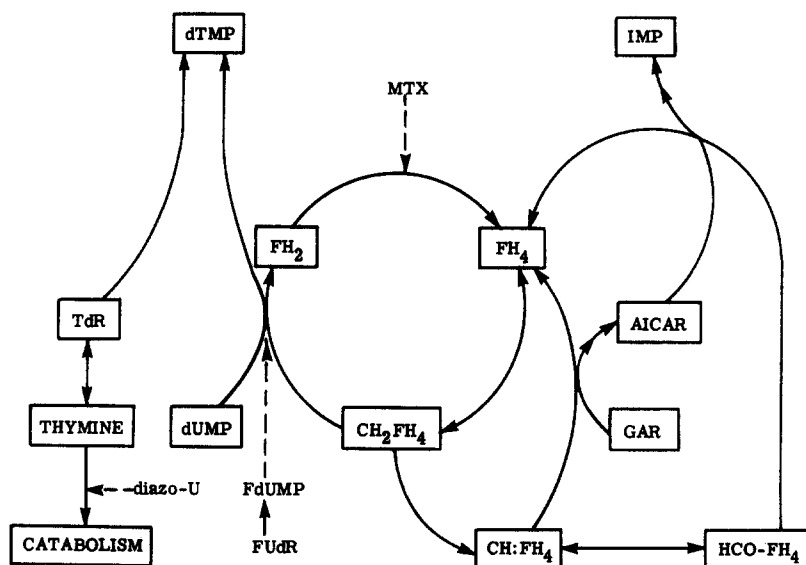 dTMP
IMP
MTX
FH₂
FH₄
TdR
AICAR
THYMINE
dUMP
CH₂FH₄
GAR
diazo-U
FdUMP
CATABOLISM
FUdR
CH:FH₄
HCO-FH₄